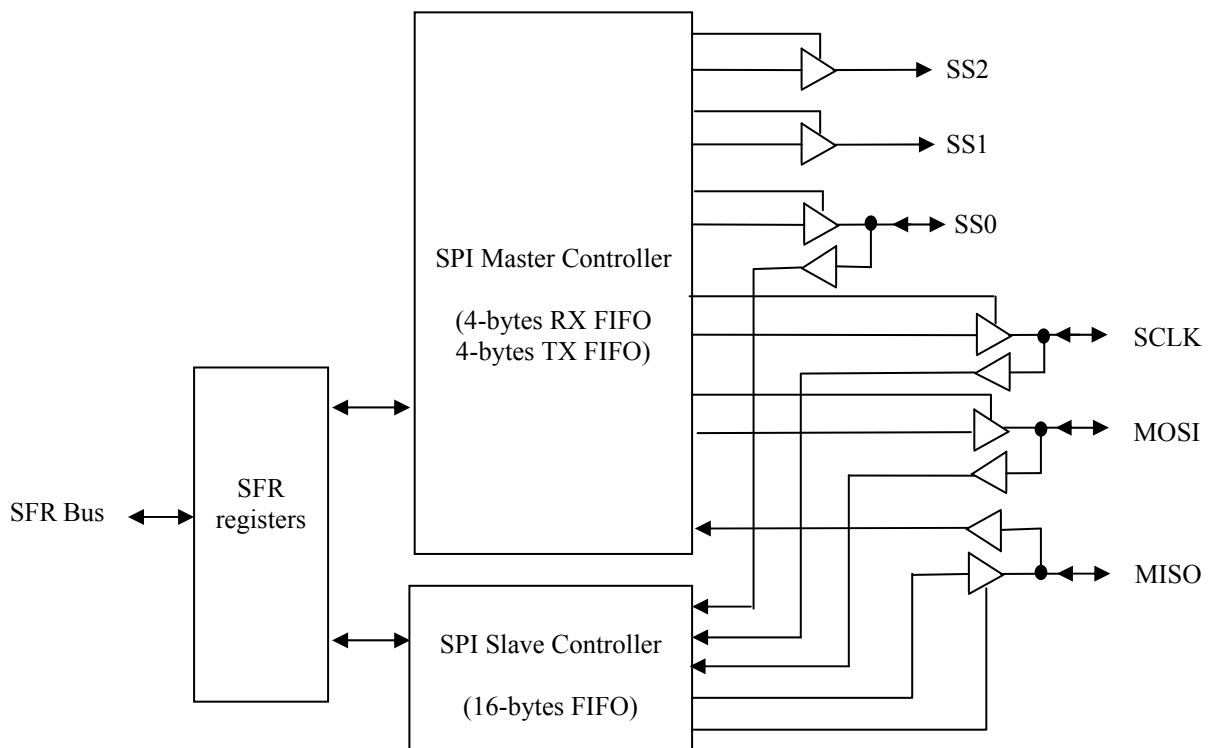 SS2
SS1
SS0
SPI Master Controller
(4-bytes RX FIFO
4-bytes TX FIFO)
SCLK
MOSI
SFR
registers
SFR Bus
MISO
SPI Slave Controller
(16-bytes FIFO)